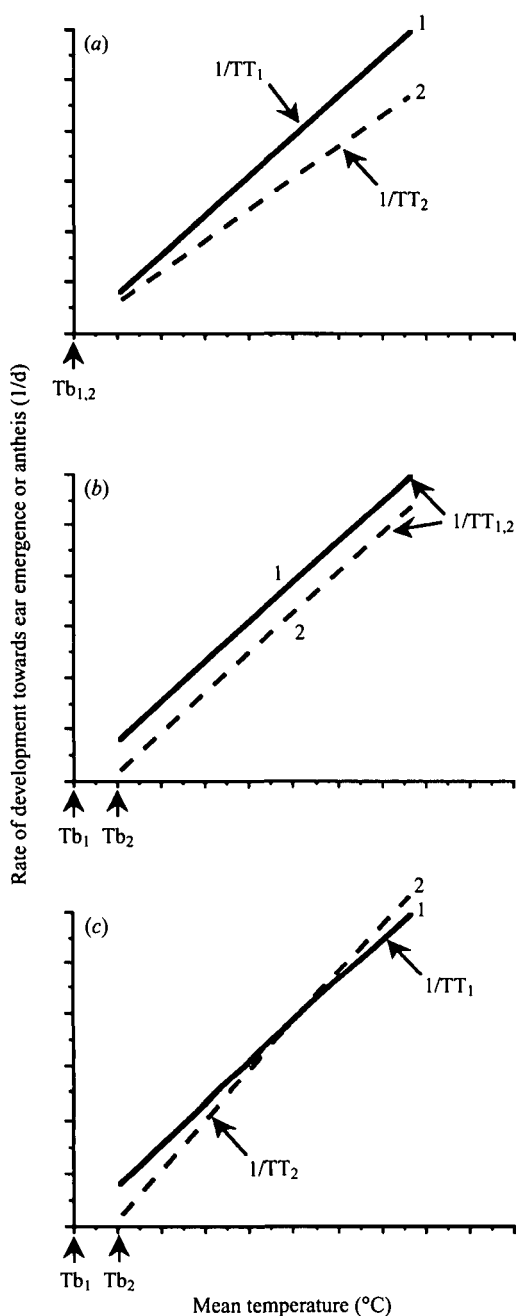 Rate of development towards ear emergence or antheis (1/d)
(a)
1
1/TT1
2
1/TT2
Tb1,2
(b)
1/TT1,2
1
2
Tb1 Tb2
(c)
2
1
1/TT1
1/TT2
Tb1 Tb2
Mean temperature (°C)